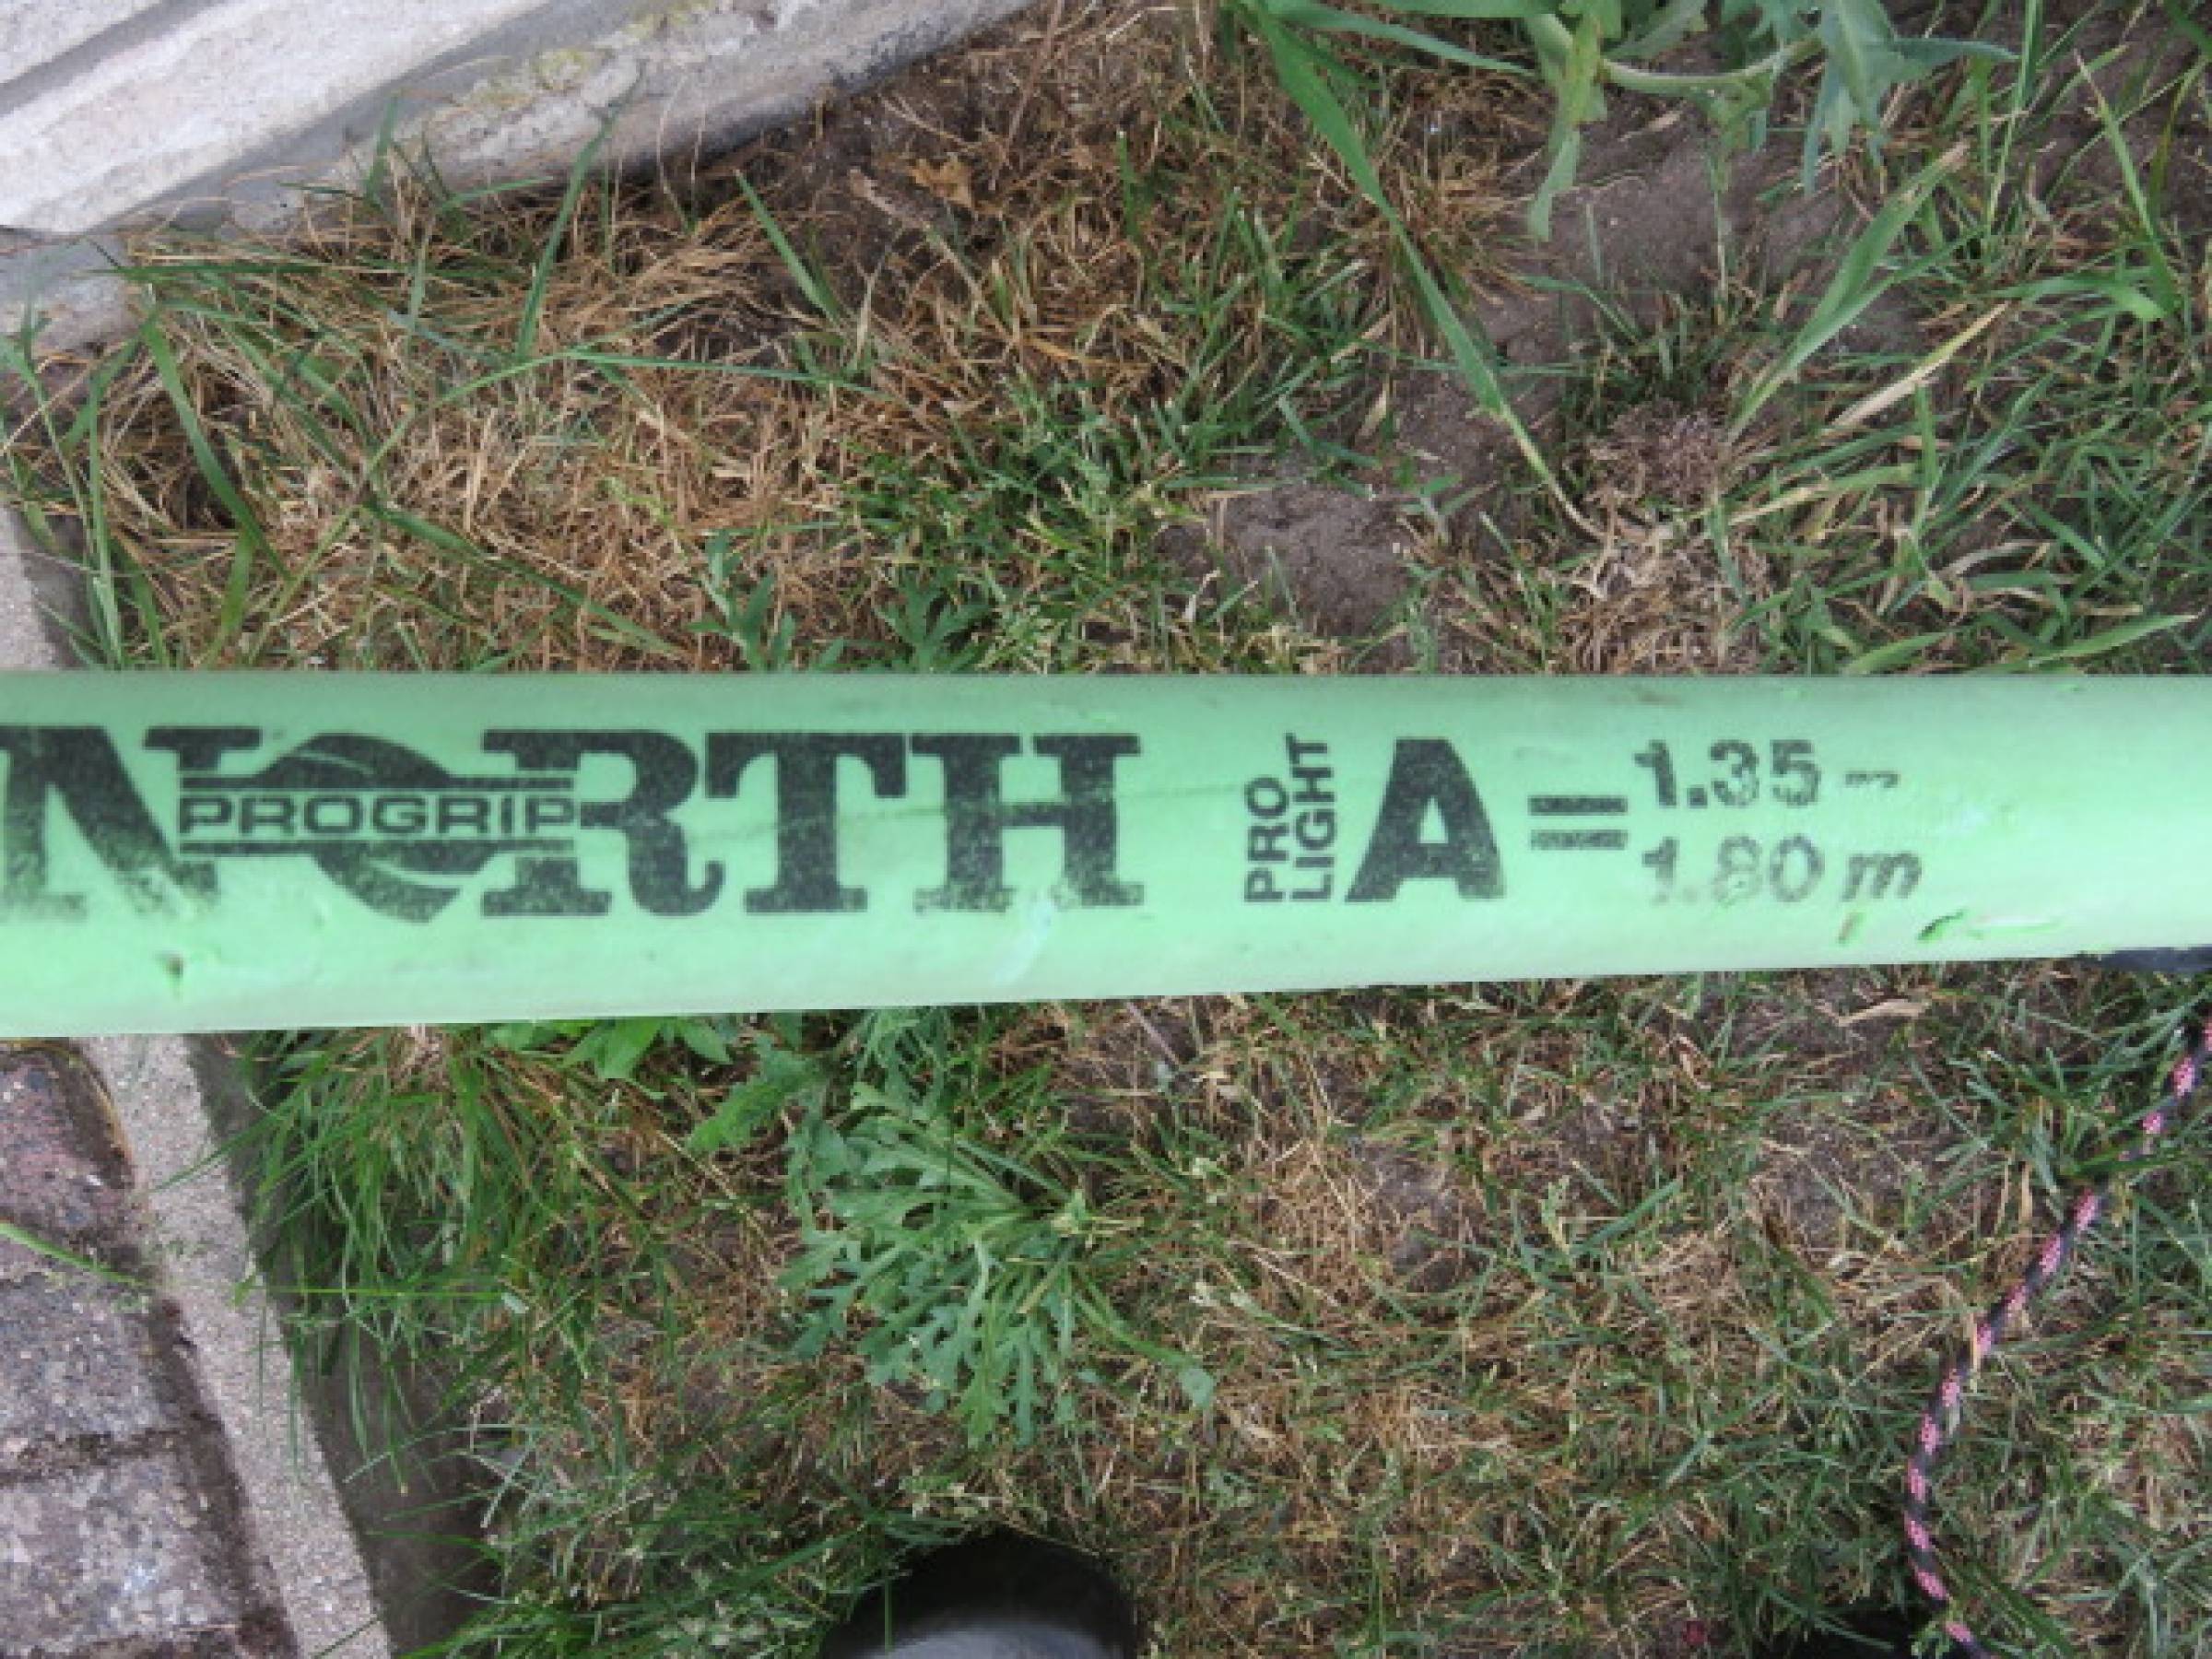 NORTH
PROGRIP
PRO
LIGHT
A = 1.35 -
1.80 m